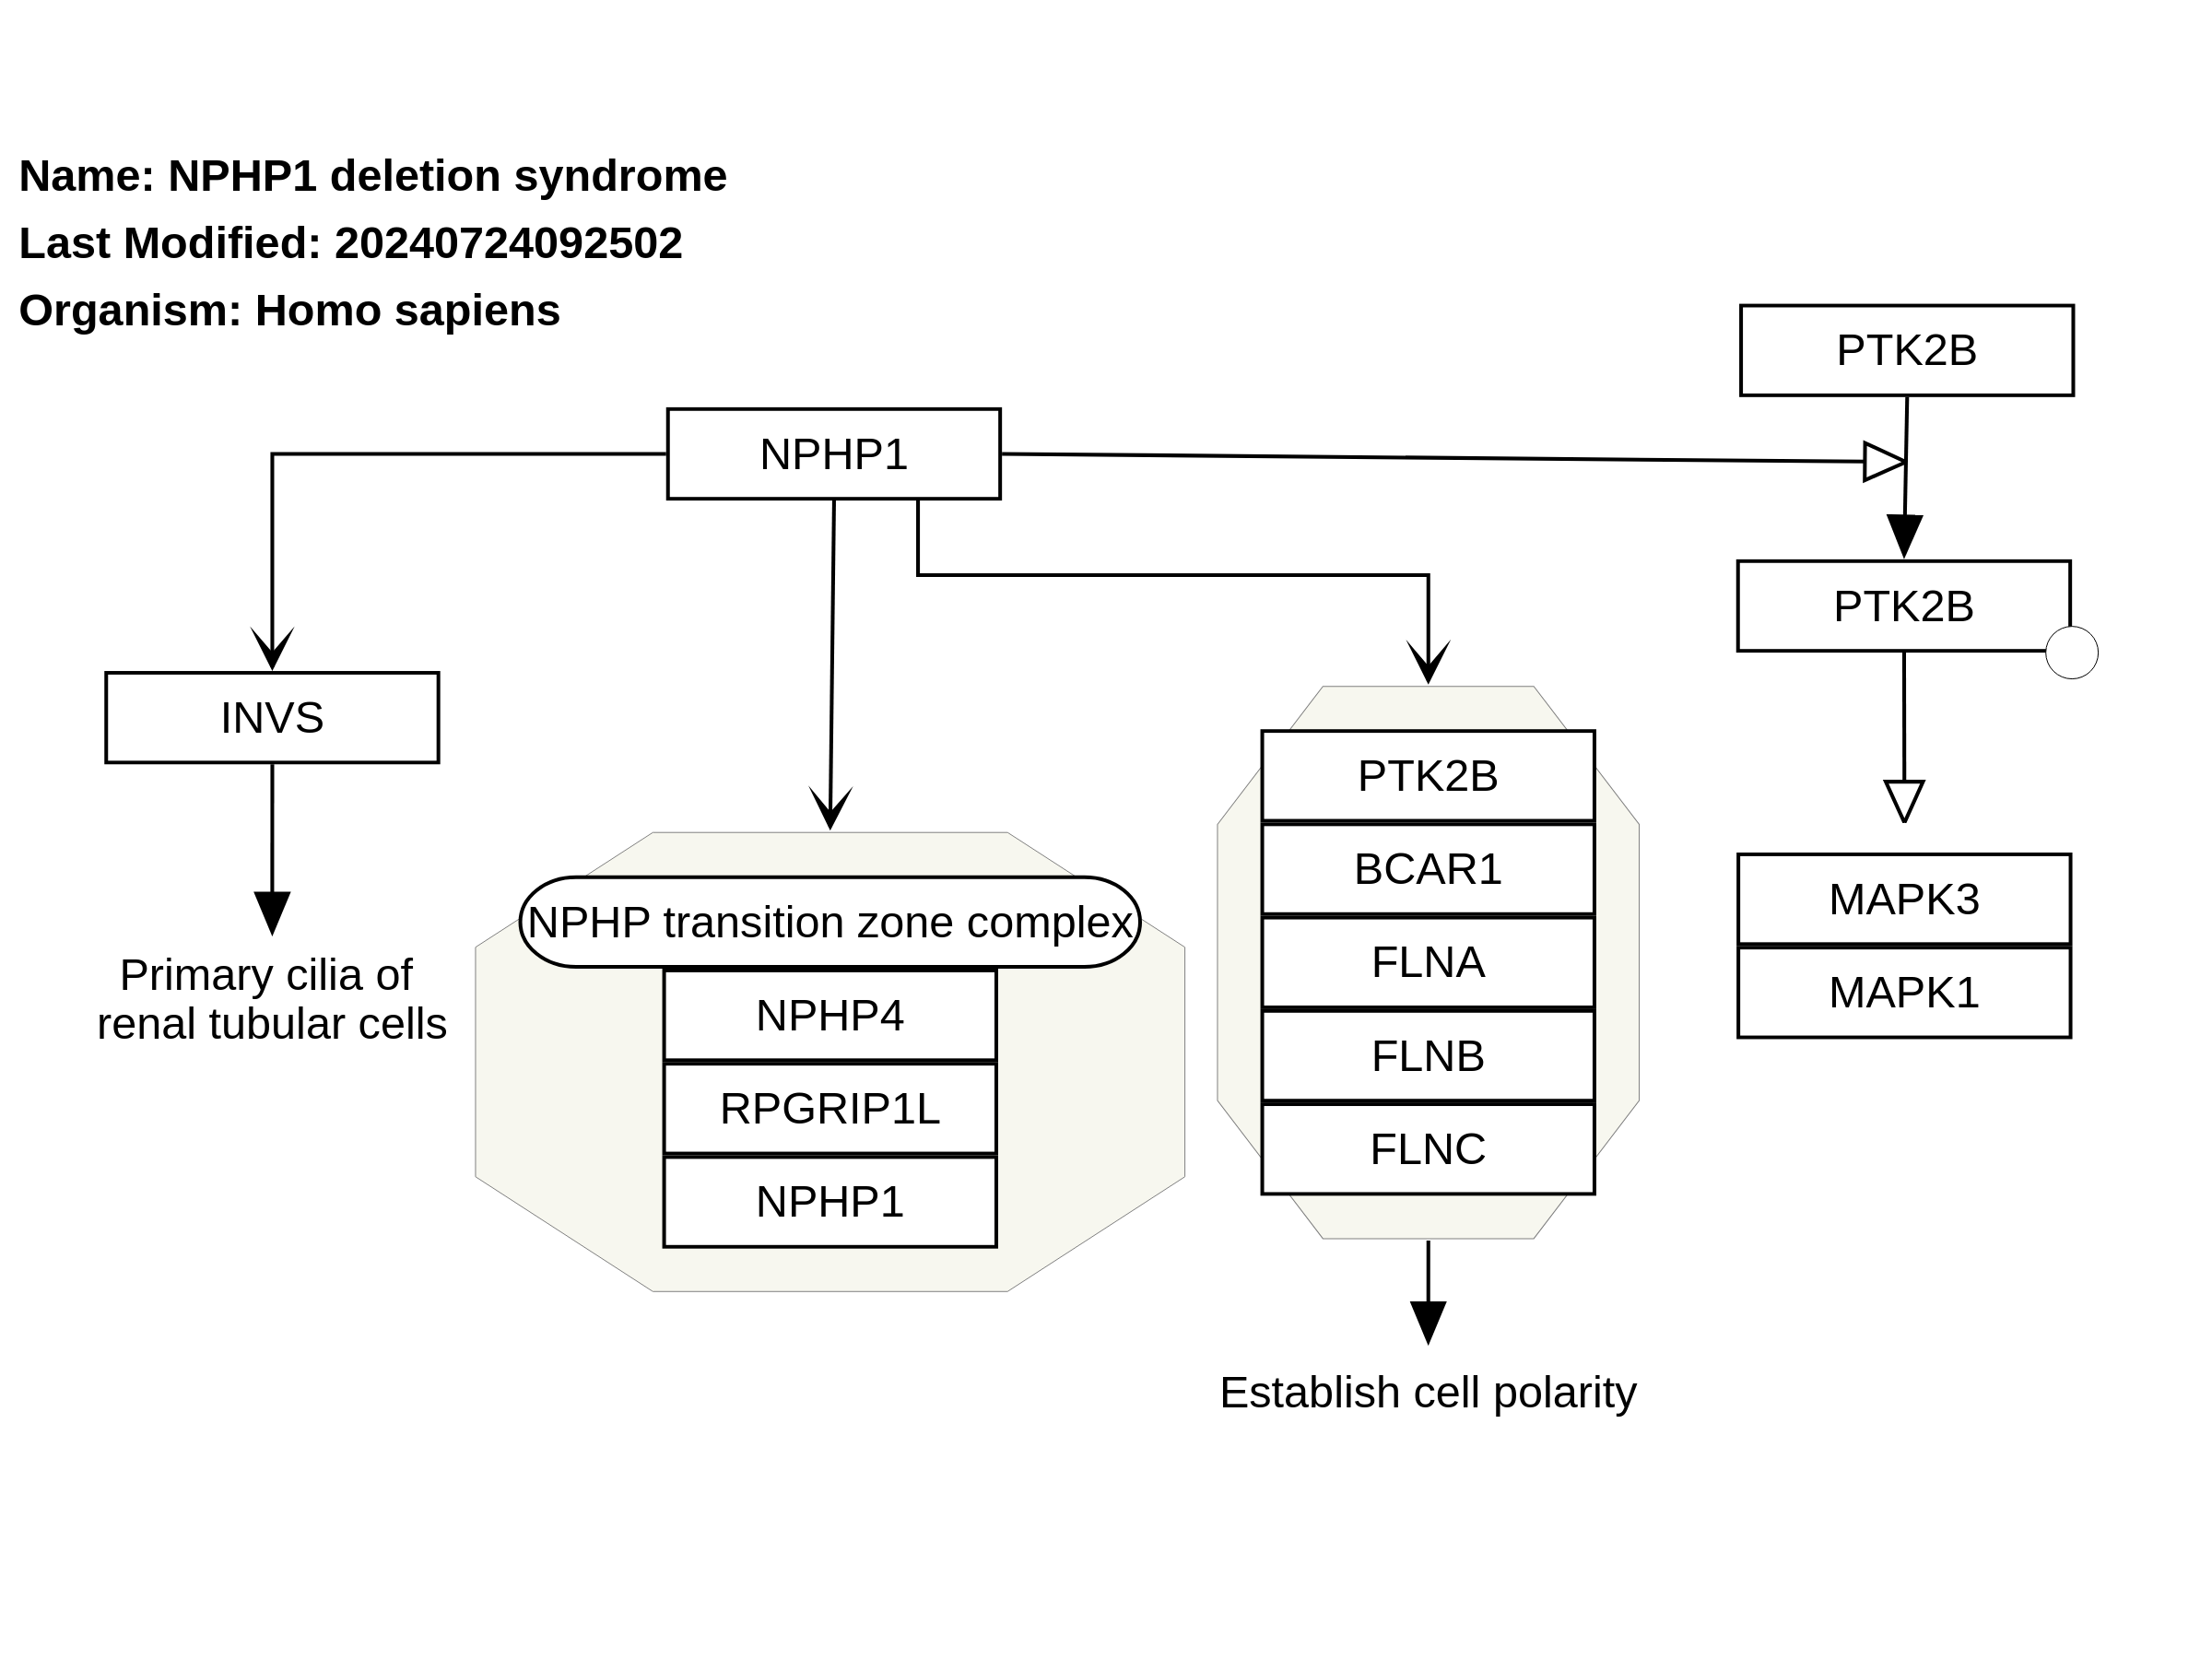 Name: NPHP1 deletion syndrome
Last Modified: 20240724092502
Organism: Homo sapiens
PTK2B
NPHP1
PTK2B
INVS
Primary cilia of
renal tubular cells
NPHP transition zone complex
NPHP4
RPGRIP1L
NPHP1
PTK2B
BCAR1
FLNA
FLNB
FLNC
Establish cell polarity
MAPK3
MAPK1